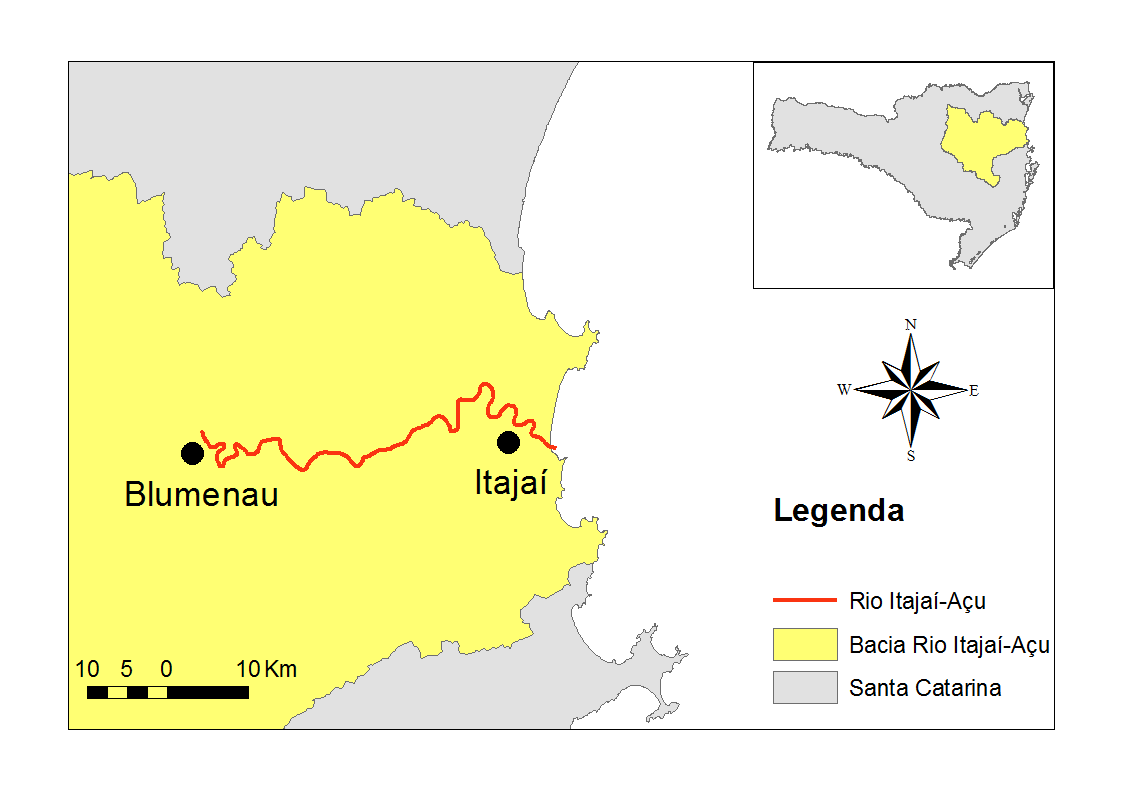 N
W
E
S
Blumenau
Itajaí
Legenda
Rio Itajaí-Açu
Bacia Rio Itajaí-Açu
Santa Catarina
10 5 0 10 Km